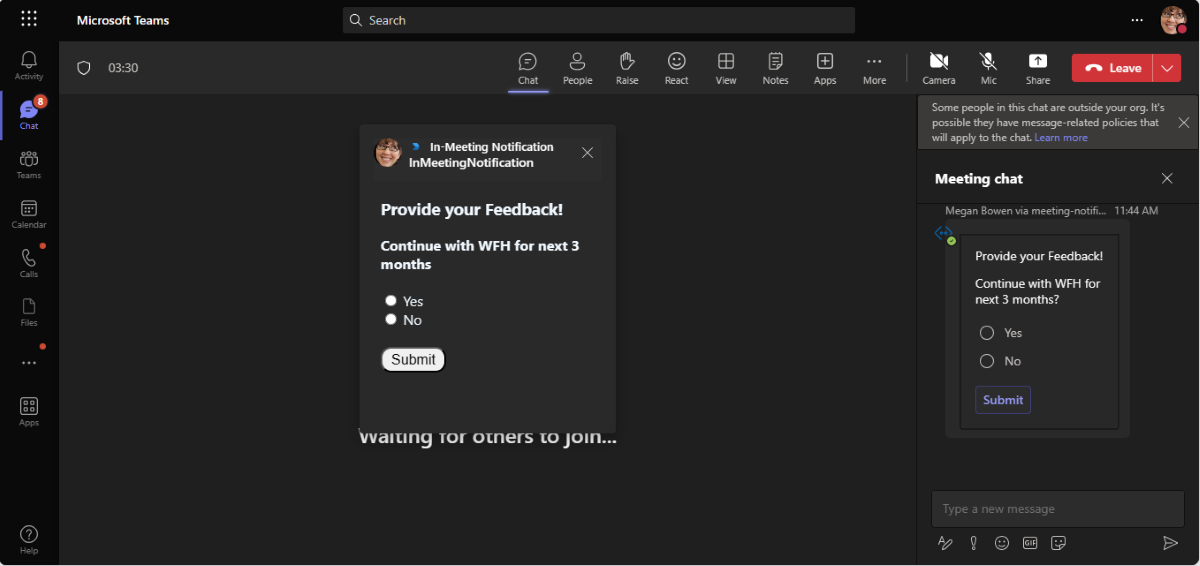 Microsoft Teams
Search
Activity
8
Chat
Teams
Calendar
Calls
Files
Apps
Help
03:30
Chat
People
Raise
React
View
Notes
Apps
More
Camera
Mic
Share
Leave
In-Meeting Notification
InMeetingNotification
Provide your Feedback!
Continue with WFH for next 3
months
Yes
No
Submit
Waiting for others to join...
Some people in this chat are outside your org. It's
possible they have message-related policies that
will apply to the chat. Learn more
Meeting chat
Megan Bowen via meeting-notifi... 11:44 AM
Provide your Feedback!
Continue with WFH for
next 3 months?
Yes
No
Submit
Type a new message
GIF